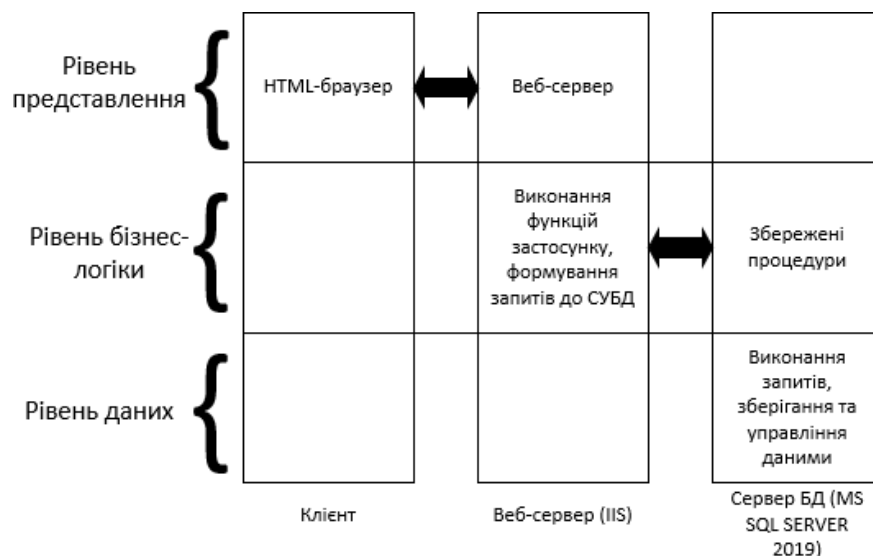 Рівень
представлення
HTML-браузер
Веб-сервер
Рівень бізнес-
логіки
Виконання
функцій
застосунку,
формування
запитів до СУБД
Збережені
процедури
Рівень даних
Виконання
запитів,
зберігання та
управління
даними
Клієнт
Веб-сервер (IIS)
Сервер БД (MS
SQL SERVER
2019)